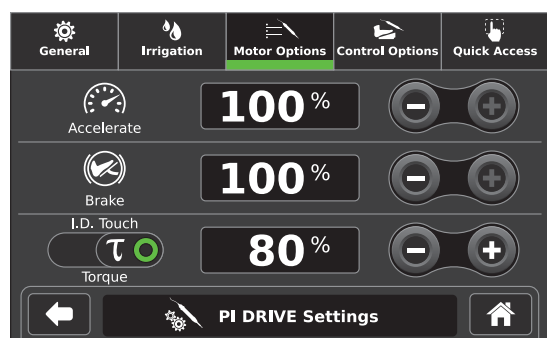 General Irrigation Motor Options Control Options Quick Access
Accelerate 100 %
Brake 100 %
I.D. Touch
τ 80 %
Torque
PI DRIVE Settings